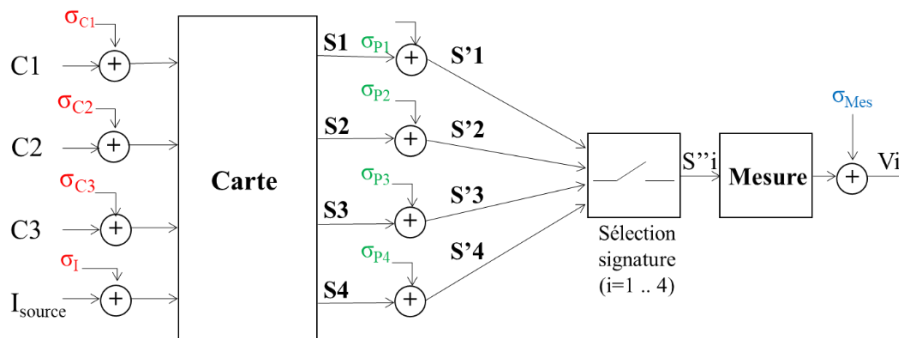 σC1
C1
+
σC2
C2
+
σC3
C3
+
σI
Isource
+
Carte
S1
σP1
+
S'1
S2
σP2
+
S'2
S3
σP3
+
S'3
S4
σP4
+
S'4
Sélection
signature
(i=1 .. 4)
S''i
Mesure
σMes
+
Vi